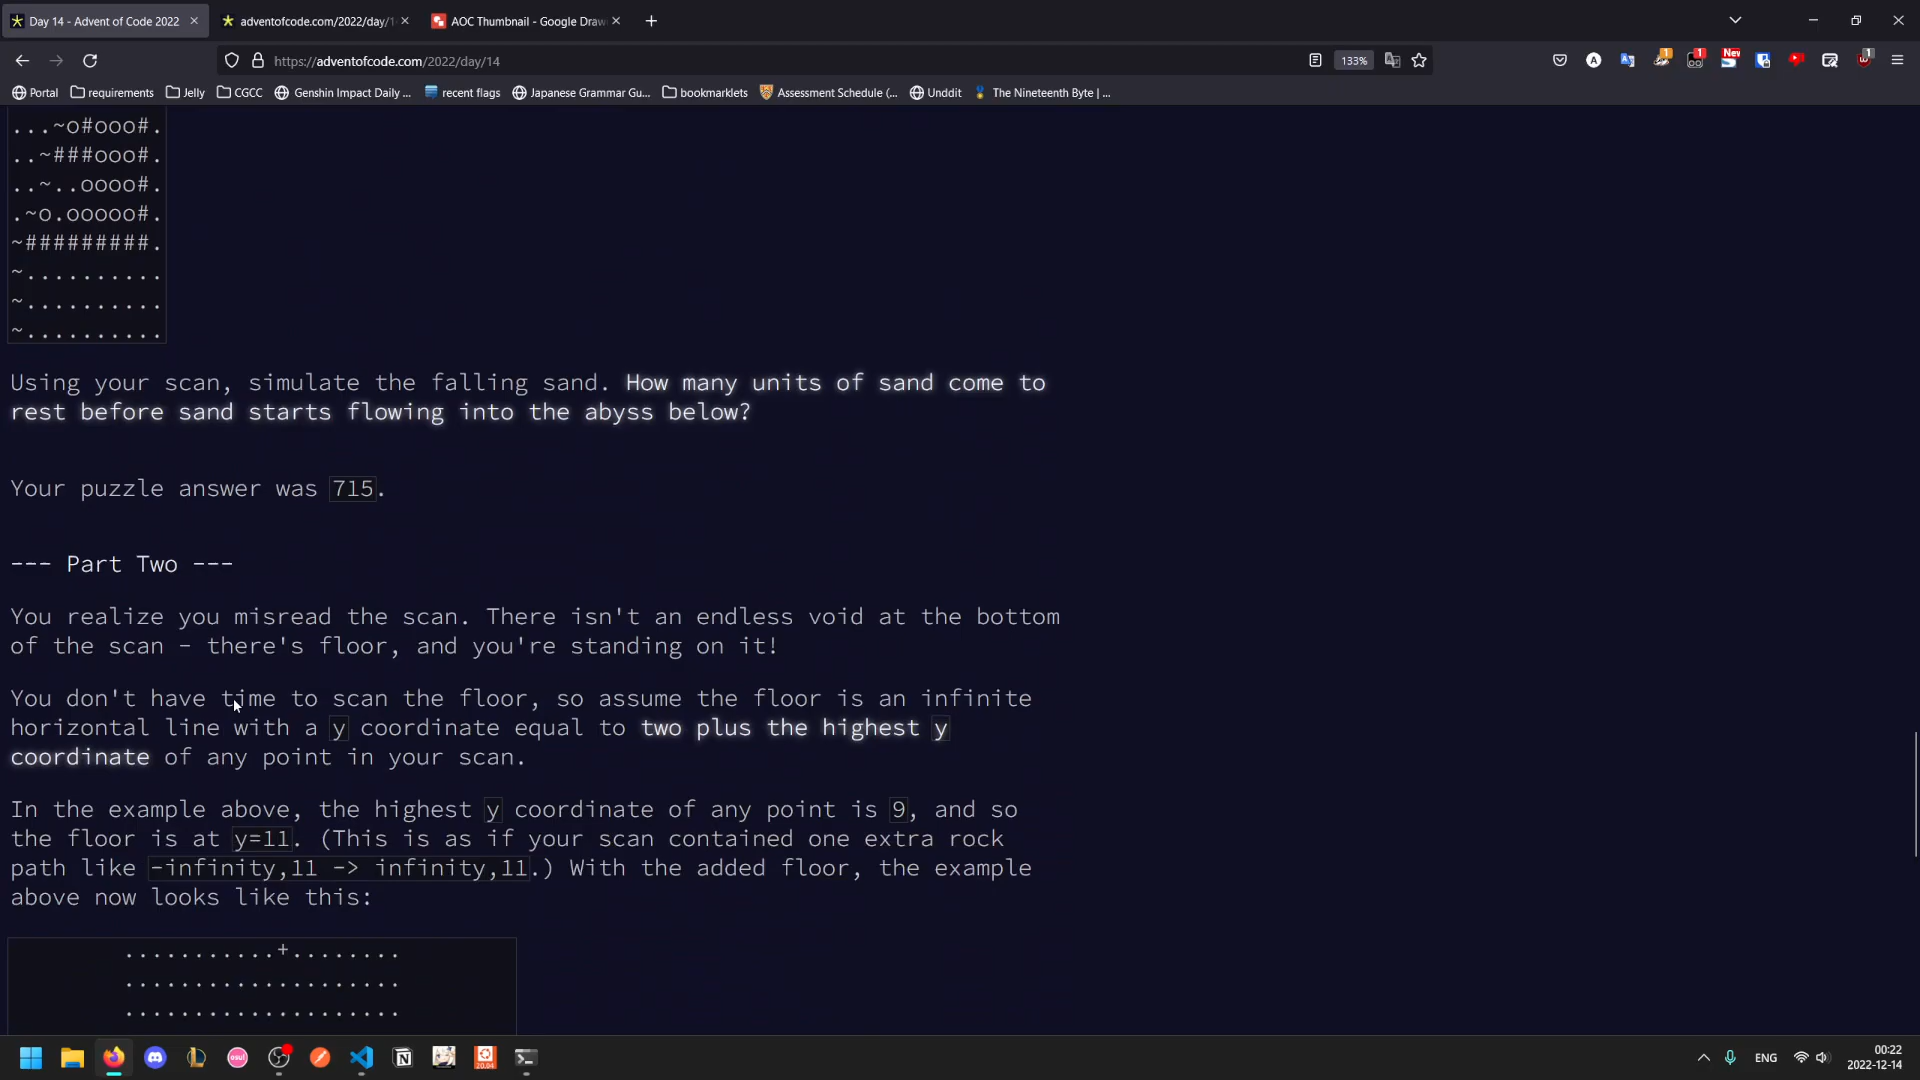 Day 14 - Advent of Code 2022
adventofcode.com/2022/day/1
AOC Thumbnail - Google Draw
https://adventofcode.com/2022/day/14
133%
Portal
requirements
Jelly
CGCC
Genshin Impact Daily ...
recent flags
Japanese Grammar Gu...
bookmarklets
Assessment Schedule (...
Unddit
The Nineteenth Byte | ...
...~o#ooo#.
..~###ooo#.
..~..oooo#.
.~o.ooooo#.
~#########.
~..........
~..........
~..........
Using your scan, simulate the falling sand. How many units of sand come to
rest before sand starts flowing into the abyss below?
Your puzzle answer was 715.
--- Part Two ---
You realize you misread the scan. There isn't an endless void at the bottom
of the scan - there's floor, and you're standing on it!
You don't have time to scan the floor, so assume the floor is an infinite
horizontal line with a y coordinate equal to two plus the highest y
coordinate of any point in your scan.
In the example above, the highest y coordinate of any point is 9, and so
the floor is at y=11. (This is as if your scan contained one extra rock
path like -infinity,11 -> infinity,11.) With the added floor, the example
above now looks like this:
...........+........
....................
....................
ENG
00:22
2022-12-14